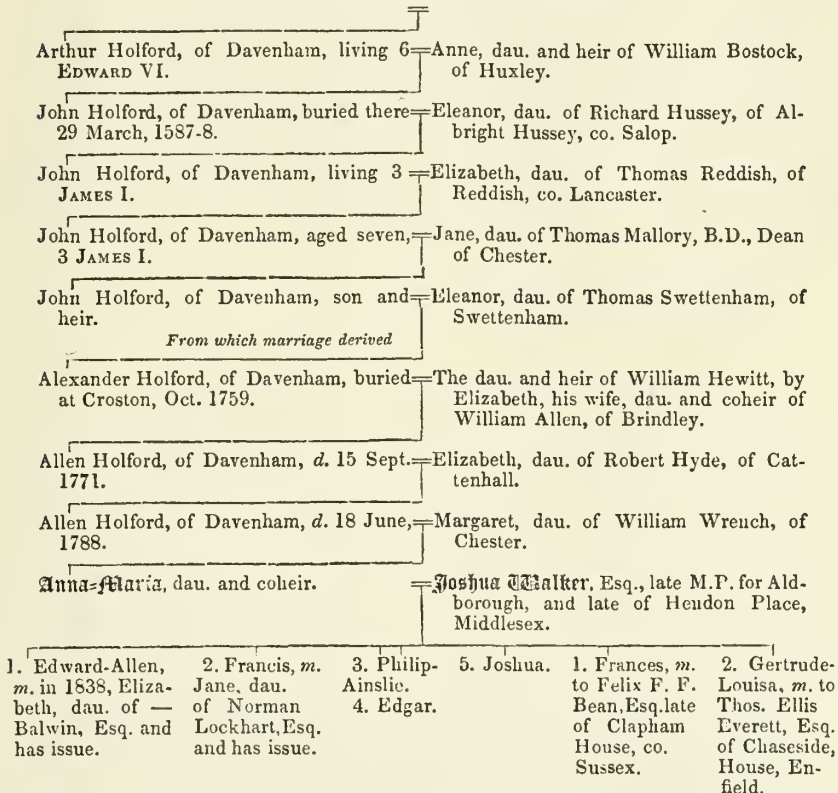 Arthur Holford, of Davenham, living 6 = Anne, dau. and heir of William Bostock,
EDWARD VI. of Huxley.
John Holford, of Davenham, buried there = Eleanor, dau. of Richard Hussey, of Al-
29 March, 1587-8. bright Hussey, co. Salop.
John Holford, of Davenham, living 3 = Elizabeth, dau. of Thomas Reddish, of
JAMES I. Reddish, co. Lancaster.
John Holford, of Davenham, aged seven, = Jane, dau. of Thomas Mallory, B.D., Dean
3 JAMES I. of Chester.
John Holford, of Davenham, son and = Eleanor, dau. of Thomas Swettenham, of
heir. Swettenham.
From which marriage derived
Alexander Holford, of Davenham, buried = The dau. and heir of William Hewitt, by
at Croston, Oct. 1759. Elizabeth, his wife, dau. and coheir of
William Allen, of Brindley.
Allen Holford, of Davenham, d. 15 Sept. = Elizabeth, dau. of Robert Hyde, of Cat-
1771. tenhall.
Allen Holford, of Davenham, d. 18 June, = Margaret, dau. of William Wrench, of
1788. Chester.
Anna=Maria, dau. and coheir. = Joshua Walker, Esq., late M.P. for Ald-
borough, and late of Hendon Place,
Middlesex.
1. Edward-Allen,
m. in 1838, Eliza-
beth, dau. of —
Balwin, Esq. and
has issue.
2. Francis, m.
Jane, dau.
of Norman
Lockhart, Esq.
and has issue.
3. Philip-
Ainslie.
4. Edgar.
5. Joshua.
1. Frances, m.
to Felix F. F.
Bean, Esq. late
of Clapham
House, co.
Sussex.
2. Gertrude-
Louisa, m. to
Thos. Ellis
Everett, Esq.
of Chaseside,
House, En-
field.